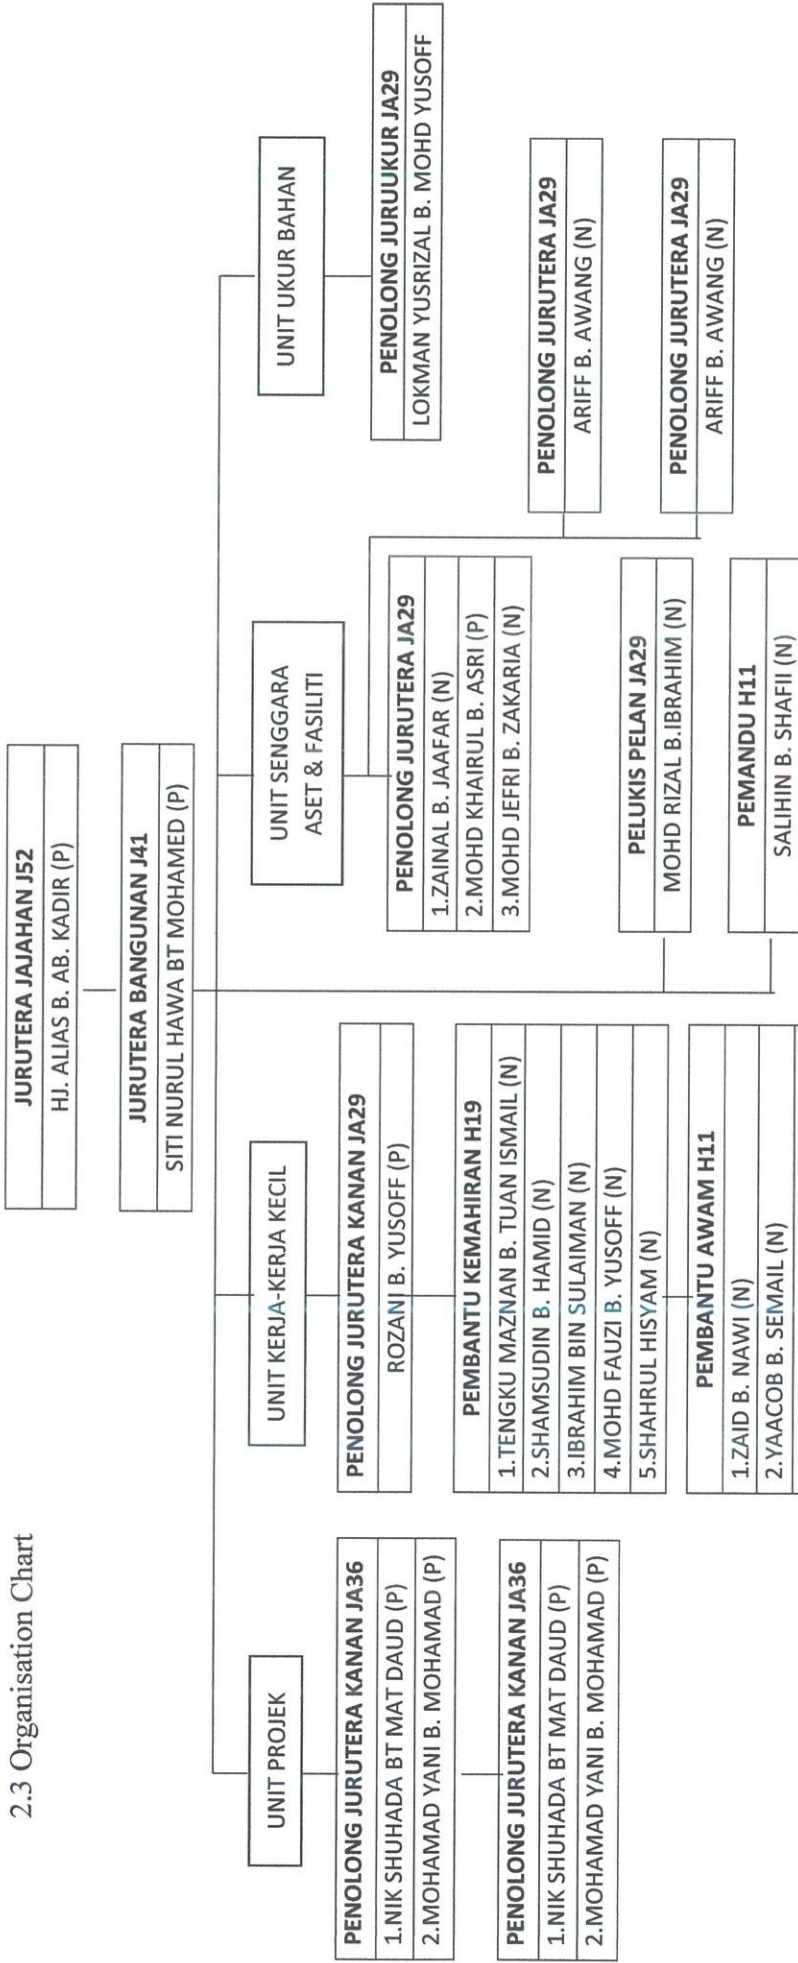 2.3 Organisation Chart
JURUTERA JAJAHAN J52
HJ. ALIAS B. AB. KADIR (P)
JURUTERA BANGUNAN J41
SITI NURUL HAWA BT MOHAMED (P)
UNIT PROJEK
PENOLONG JURUTERA KANAN JA36
1.NIK SHUHADA BT MAT DAUD (P)
2.MOHAMAD YANI B. MOHAMAD (P)
PENOLONG JURUTERA KANAN JA36
1.NIK SHUHADA BT MAT DAUD (P)
2.MOHAMAD YANI B. MOHAMAD (P)
UNIT KERJA-KERJA KECIL
PENOLONG JURUTERA KANAN JA29
ROZANI B. YUSOFF (P)
PEMBANTU KEMAHIRAN H19
1.TENGKU MAZNAN B. TUAN ISMAIL (N)
2.SHAMSUDIN B. HAMID (N)
3.IBRAHIM BIN SULAIMAN (N)
4.MOHD FAUZI B. YUSOFF (N)
5.SHAHRUL HISYAM (N)
PEMBANTU AWAM H11
1.ZAID B. NAWI (N)
2.YAACOB B. SEMAIL (N)
UNIT SENGGARA
ASET & FASILITI
PENOLONG JURUTERA JA29
1.ZAINAL B. JAAFAR (N)
2.MOHD KHAIRUL B. ASRI (P)
3.MOHD JEFRI B. ZAKARIA (N)
PELUKIS PELAN JA29
MOHD RIZAL B.IBRAHIM (N)
PEMANDU H11
SALIHIN B. SHAFII (N)
UNIT UKUR BAHAN
PENOLONG JURUUKUR JA29
LOKMAN YUSRIZAL B. MOHD YUSOFF
PENOLONG JURUTERA JA29
ARIFF B. AWANG (N)
PENOLONG JURUTERA JA29
ARIFF B. AWANG (N)